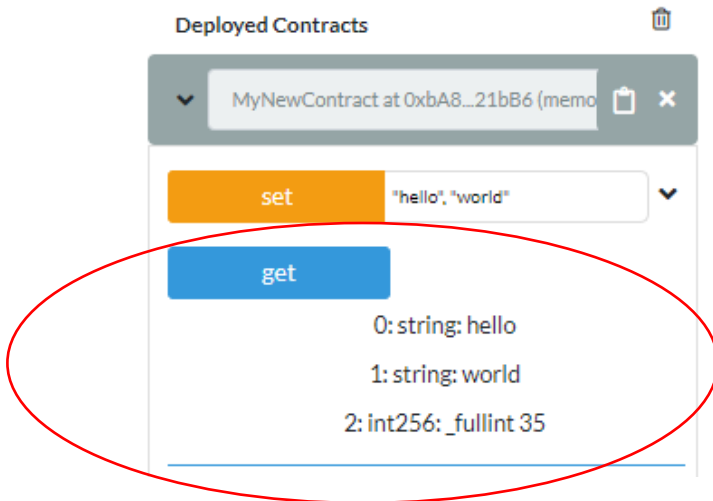 Deployed Contracts
MyNewContract at 0xbA8...21bB6 (memo
set "hello", "world"
get
0: string: hello
1: string: world
2: int256: _fullint 35